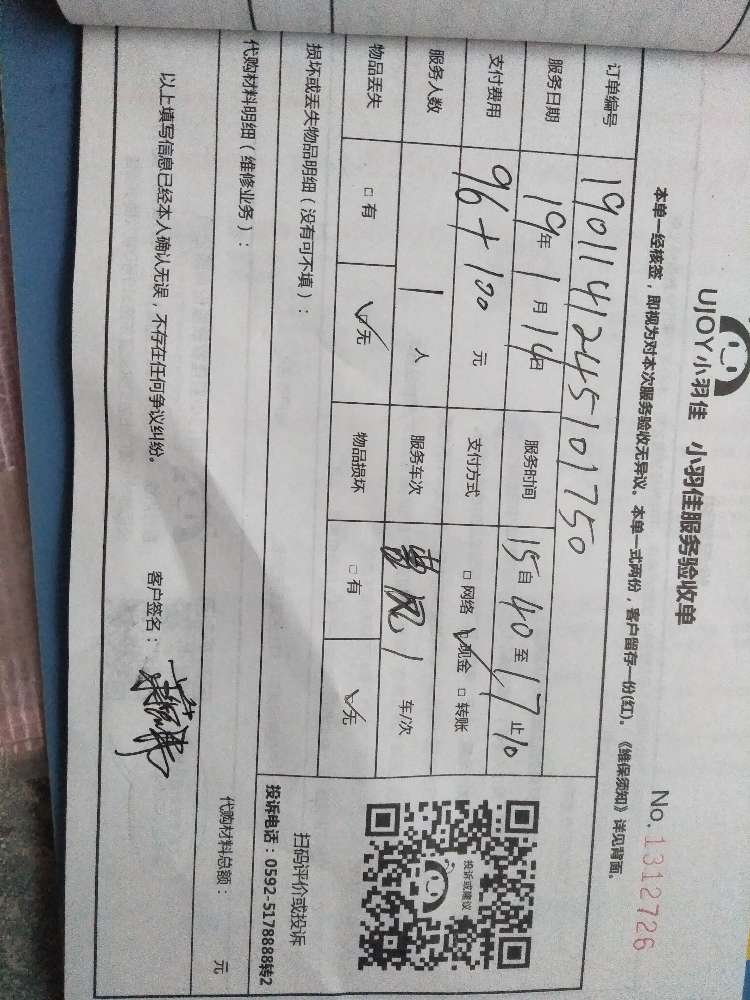 UJOY小羽佳 小羽佳服务验收单
No. 1312726
本单一经核签，即视为对本次服务验收无异议。本单一式两份，客户留存一份(红)。《维保须知》详见背面。
订单编号 1901141245101750
服务日期 19年 1月 14日 服务时间 15自40至17止10
支付费用 96+100 元 支付方式 □网络 ☑现金 □转账
服务人数 1 人 服务车次 1 车/次
物品丢失 □有 ☑无 物品损坏 □有 ☑无
损坏或丢失物品明细（没有可不填）：
代购材料明细（维修业务）：
代购材料总额： 元
以上填写信息已经本人确认无误，不存在任何争议纠纷。
客户签名：
投诉或建议
扫码评价或投诉
投诉电话：0592-5178888转2